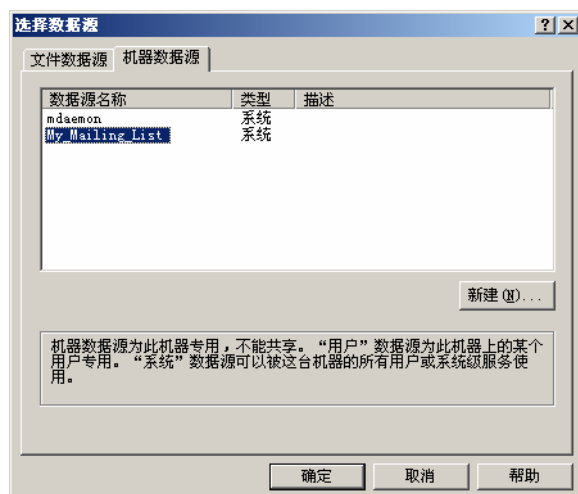 选择数据源
文件数据源 机器数据源
数据源名称 类型 描述
mdaemon 系统
My_Mailing_List 系统
新建(N)...
机器数据源为此机器专用，不能共享。“用户”数据源为此机器上的某个
用户专用。“系统”数据源可以被这台机器的所有用户或系统级服务使
用。
确定 取消 帮助